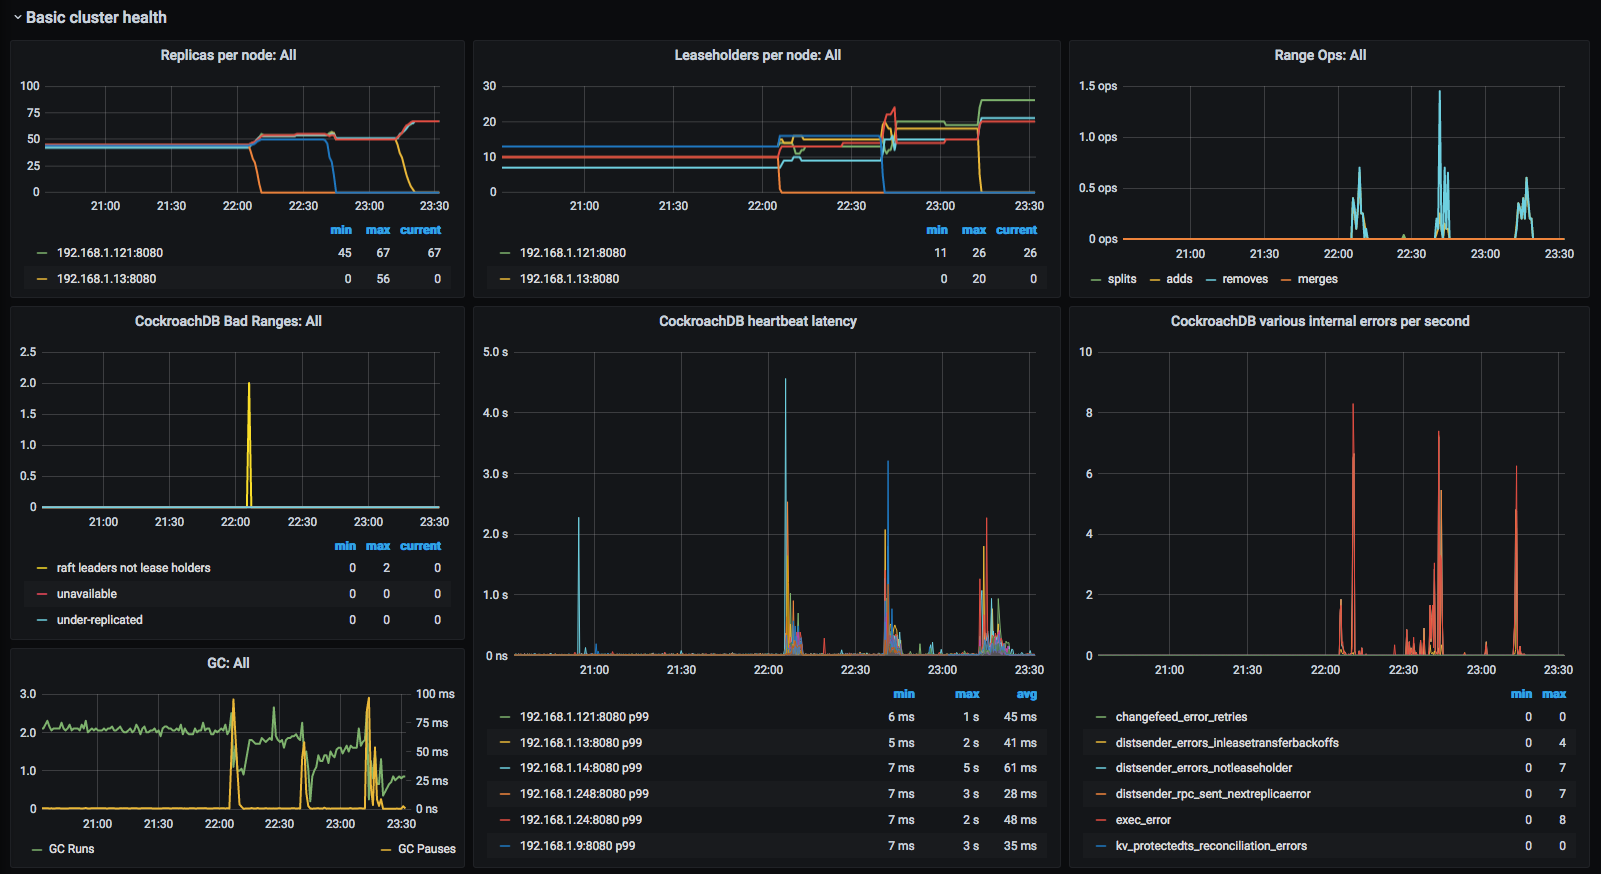 Basic cluster health
Replicas per node: All
100
75
50
25
0
21:00 21:30 22:00 22:30 23:00 23:30
min max current
192.168.1.121:8080 45 67 67
192.168.1.13:8080 0 56 0
Leaseholders per node: All
30
20
10
0
21:00 21:30 22:00 22:30 23:00 23:30
min max current
192.168.1.121:8080 11 26 26
192.168.1.13:8080 0 20 0
Range Ops: All
1.5 ops
1.0 ops
0.5 ops
0 ops
21:00 21:30 22:00 22:30 23:00 23:30
splits adds removes merges
CockroachDB Bad Ranges: All
2.5
2.0
1.5
1.0
0.5
0
21:00 21:30 22:00 22:30 23:00 23:30
min max current
raft leaders not lease holders 0 2 0
unavailable 0 0 0
under-replicated 0 0 0
CockroachDB heartbeat latency
5.0 s
4.0 s
3.0 s
2.0 s
1.0 s
0 ns
21:00 21:30 22:00 22:30 23:00 23:30
min max avg
192.168.1.121:8080 p99 6 ms 1 s 45 ms
192.168.1.13:8080 p99 5 ms 2 s 41 ms
192.168.1.14:8080 p99 7 ms 5 s 61 ms
192.168.1.248:8080 p99 7 ms 3 s 28 ms
192.168.1.24:8080 p99 7 ms 2 s 48 ms
192.168.1.9:8080 p99 7 ms 3 s 35 ms
CockroachDB various internal errors per second
10
8
6
4
2
0
21:00 21:30 22:00 22:30 23:00 23:30
min max
changefeed_error_retries 0 0
distsender_errors_inleasetransferbackoffs 0 4
distsender_errors_notleaseholder 0 7
distsender_rpc_sent_nextreplicaerror 0 7
exec_error 0 8
kv_protectedts_reconciliation_errors 0 0
GC: All
3.0 100 ms
75 ms
2.0
50 ms
1.0
25 ms
0 0 ns
21:00 21:30 22:00 22:30 23:00 23:30
GC Runs GC Pauses